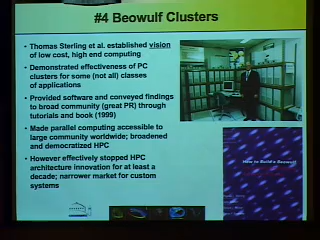 #4 Beowulf Clusters
• Thomas Sterling et al. established vision
of low cost, high end computing
• Demonstrated effectiveness of PC
clusters for some (not all) classes
of applications
• Provided software and conveyed findings
to broad community (great PR) through
tutorials and book (1999)
• Made parallel computing accessible to
large community worldwide; broadened
and democratized HPC
• However effectively stopped HPC
architecture innovation for at least a
decade; narrower market for custom
systems
How to Build a Beowulf